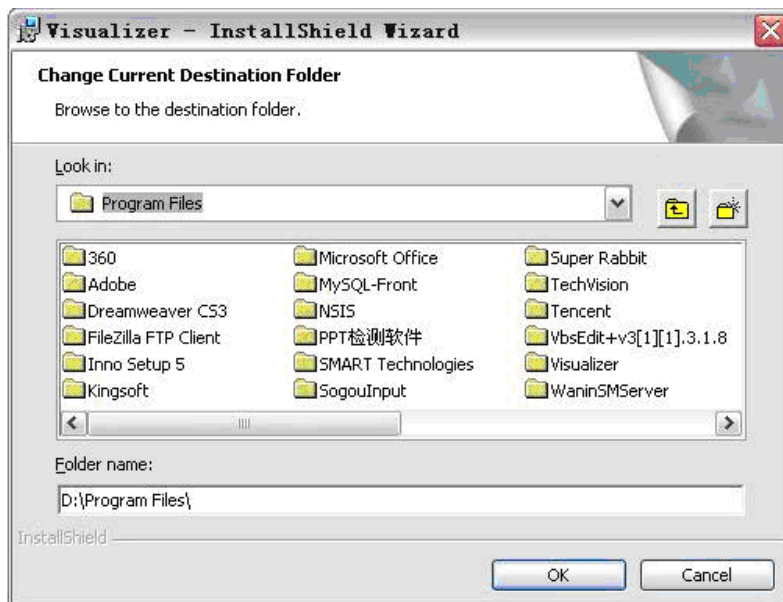 Visualizer - InstallShield Wizard
Change Current Destination Folder
Browse to the destination folder.
Look in:
Program Files
360
Adobe
Dreamweaver CS3
FileZilla FTP Client
Inno Setup 5
Kingsoft
Microsoft Office
MySQL-Front
NSIS
PPT检测软件
SMART Technologies
SogouInput
Super Rabbit
TechVision
Tencent
VbsEdit+v3[1][1].3.1.8
Visualizer
WaninSMServer
Folder name:
D:\Program Files\
InstallShield
OK
Cancel